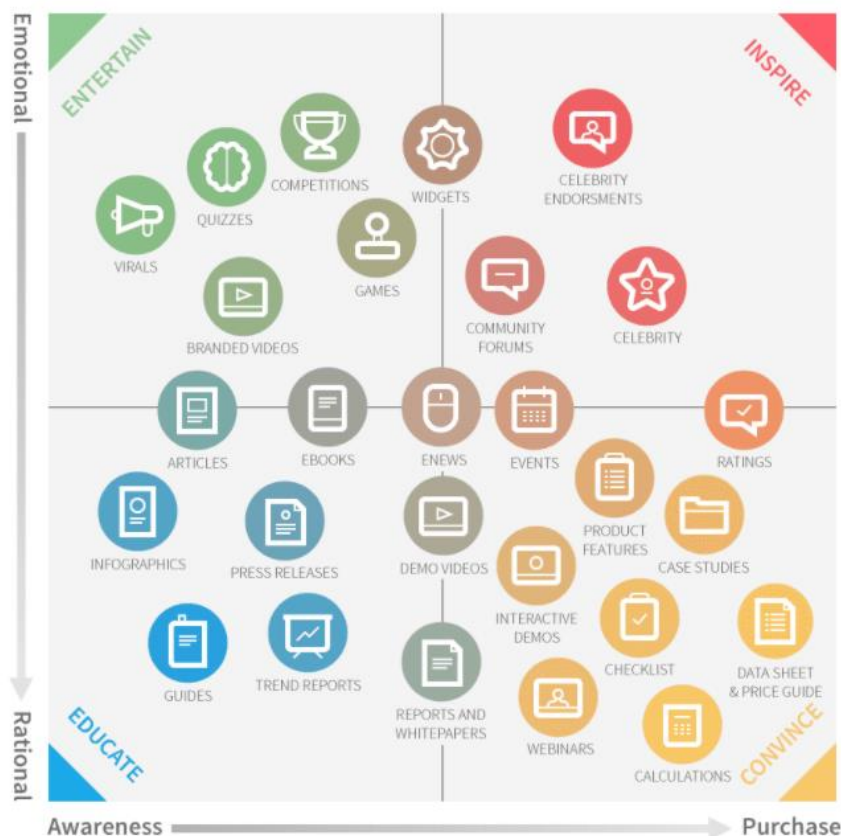 Emotional
ENTERTAIN
INSPIRE
COMPETITIONS
WIDGETS
CELEBRITY
ENDORSMENTS
QUIZZES
VIRALS
GAMES
BRANDED VIDEOS
COMMUNITY
FORUMS
CELEBRITY
ARTICLES
EBOOKS
ENEWS
EVENTS
RATINGS
INFOGRAPHICS
PRESS RELEASES
DEMO VIDEOS
PRODUCT
FEATURES
CASE STUDIES
INTERACTIVE
DEMOS
GUIDES
TREND REPORTS
REPORTS AND
WHITEPAPERS
CHECKLIST
DATA SHEET
& PRICE GUIDE
WEBINARS
CALCULATIONS
Rational
EDUCATE
CONVINCE
Awareness
Purchase